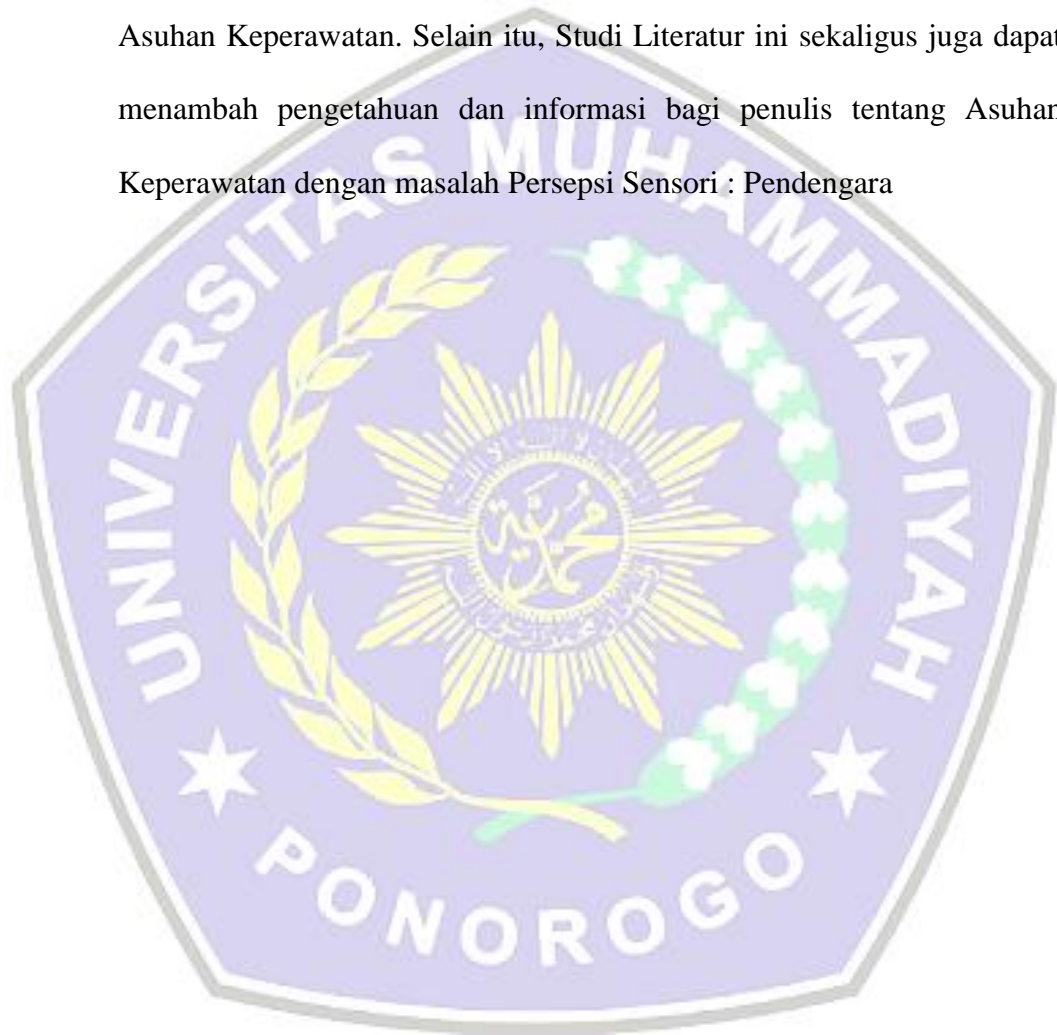 Asuhan Keperawatan. Selain itu, Studi Literatur ini sekaligus juga dapat
menambah pengetahuan dan informasi bagi penulis tentang Asuhan
Keperawatan dengan masalah Persepsi Sensori : Pendengara
UNIVERSITAS MUHAMMADIYAH
محمدية
PONOROGO